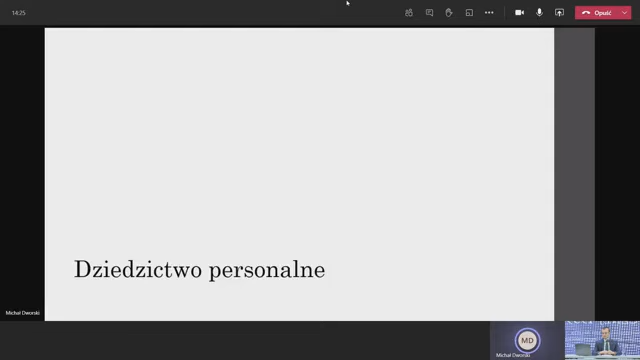 14:25
Opuść
Dziedzictwo personalne
Michał Dworski
MD
Michał Dworski